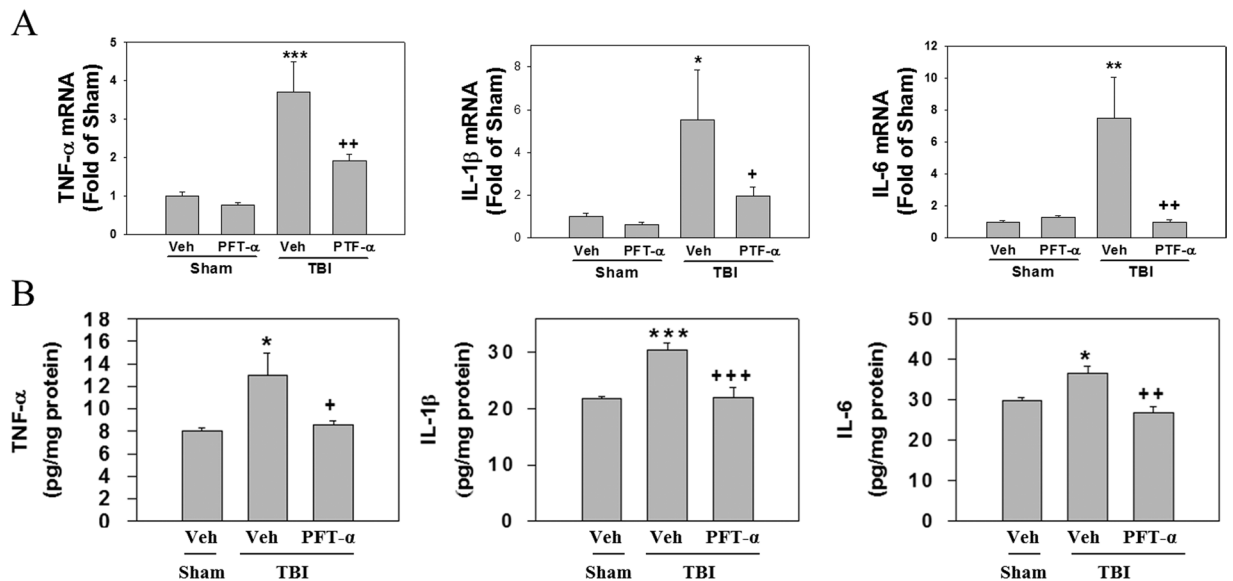 A
TNF-α mRNA
(Fold of Sham)
5
4
3
2
1
0
***
++
Veh PFT-α Veh PTF-α
Sham TBI
IL-1β mRNA
(Fold of Sham)
8
6
4
2
0
*
+
Veh PFT-α Veh PTF-α
Sham TBI
IL-6 mRNA
(Fold of Sham)
12
10
8
6
4
2
0
**
++
Veh PFT-α Veh PTF-α
Sham TBI
B
TNF-α
(pg/mg protein)
18
16
14
12
10
8
6
4
2
0
*
+
Veh Veh PFT-α
Sham TBI
IL-1β
(pg/mg protein)
30
20
10
0
***
+++
Veh Veh PFT-α
Sham TBI
IL-6
(pg/mg protein)
50
40
30
20
10
0
*
++
Veh Veh PFT-α
Sham TBI